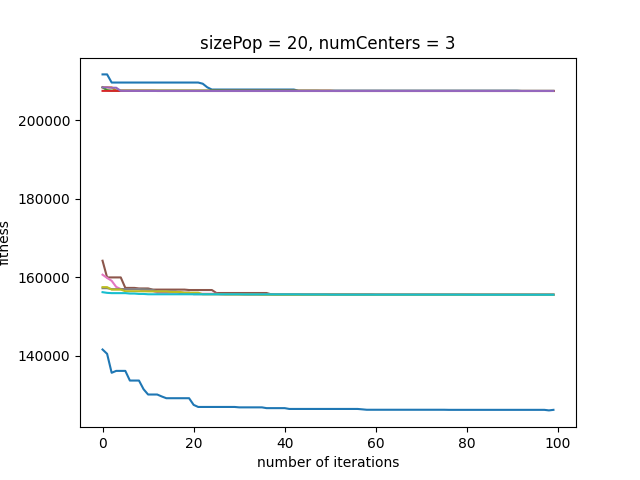 sizePop = 20, numCenters = 3
200000
180000
160000
140000
fitness
0 20 40 60 80 100
number of iterations